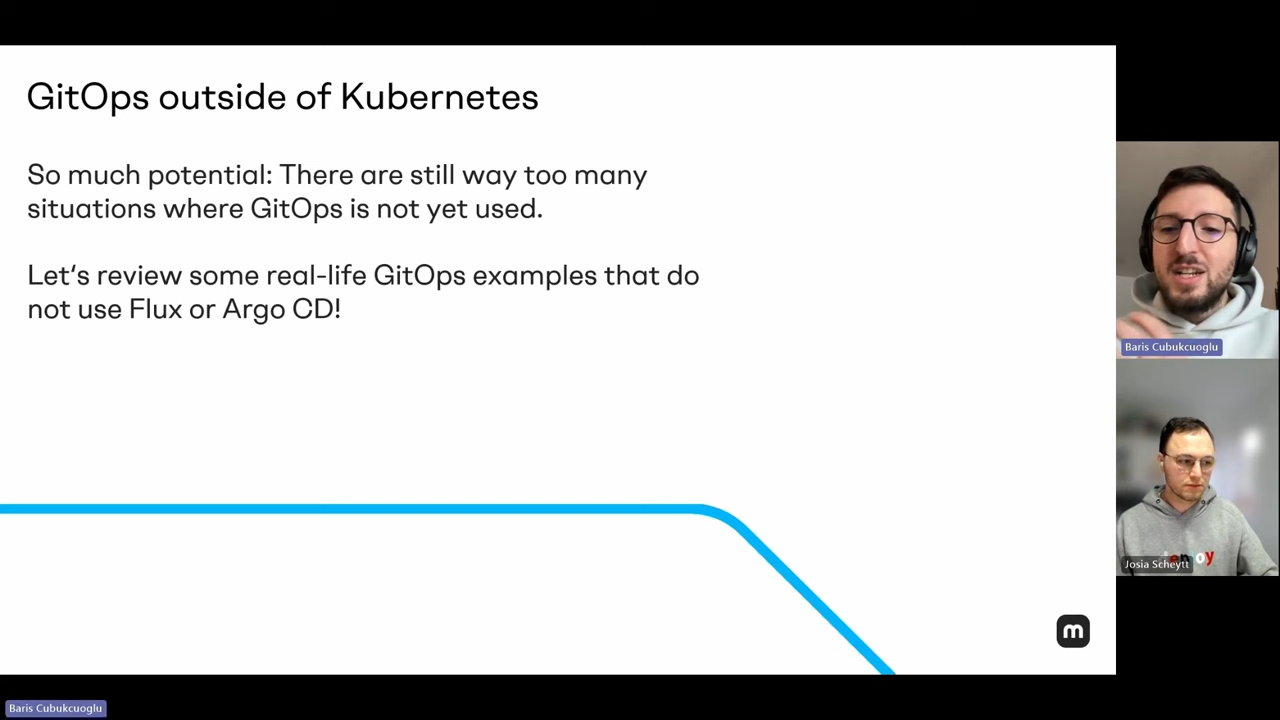 GitOps outside of Kubernetes
So much potential: There are still way too many
situations where GitOps is not yet used.
Let‘s review some real-life GitOps examples that do
not use Flux or Argo CD!
m
Baris Cubukcuoglu
Josia Scheytt
Baris Cubukcuoglu